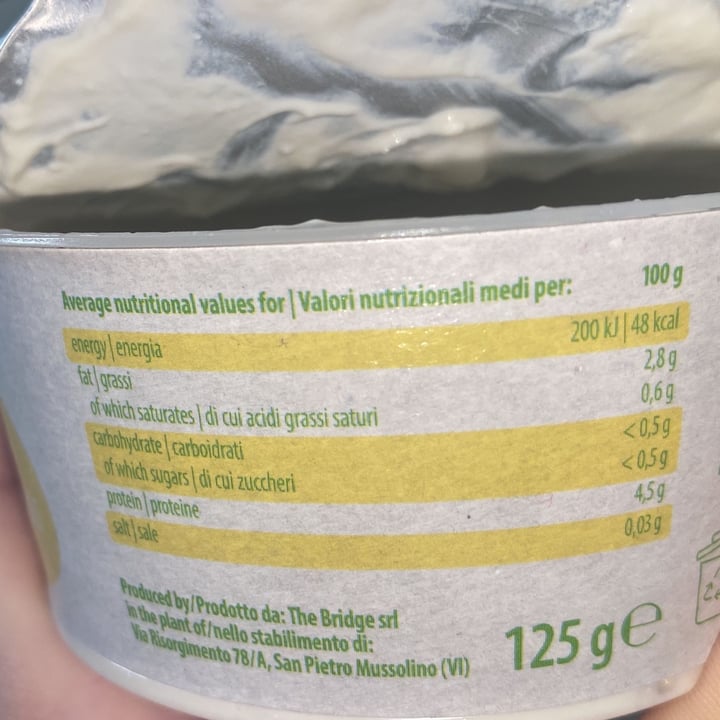 Average nutritional values for | Valori nutrizionali medi per: 100 g
energy | energia 200 kJ | 48 kcal
fat | grassi 2,8 g
of which saturates | di cui acidi grassi saturi 0,6 g
carbohydrate | carboidrati <0,5 g
of which sugars | di cui zuccheri <0,5 g
protein | proteine 4,5 g
salt | sale 0,03 g
Produced by/Prodotto da: The Bridge srl
in the plant of/nello stabilimento di:
Via Risorgimento 78/A, San Pietro Mussolino (VI)
125 g e